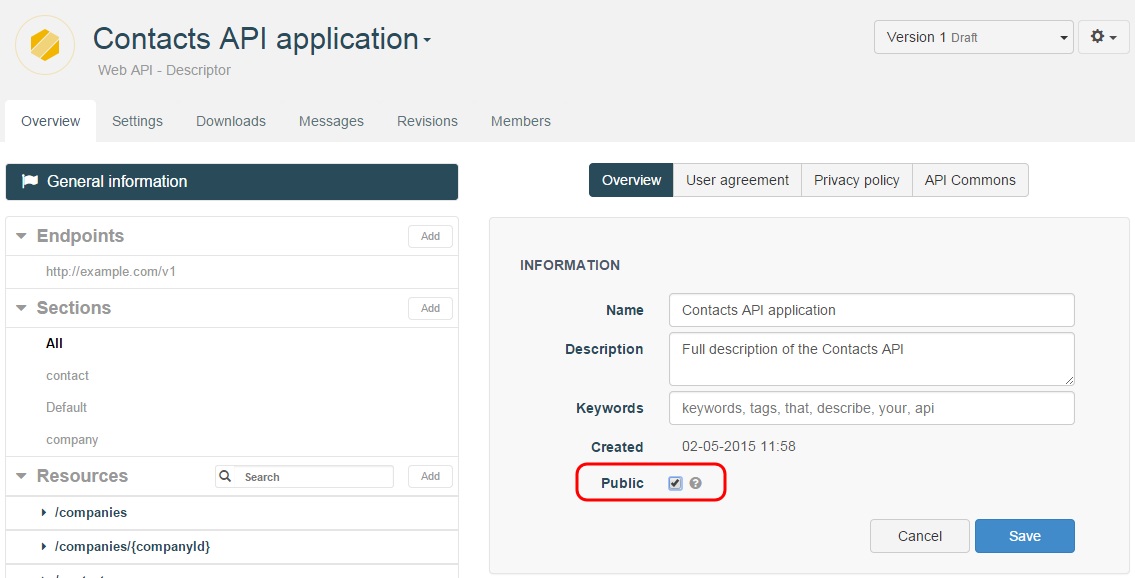 Contacts API application
Web API - Descriptor
Version 1 Draft
Overview Settings Downloads Messages Revisions Members
General information
Endpoints Add
http://example.com/v1
Sections Add
All
contact
Default
company
Resources Search Add
/companies
/companies/{companyId}
Overview User agreement Privacy policy API Commons
INFORMATION
Name Contacts API application
Description Full description of the Contacts API
Keywords keywords, tags, that, describe, your, api
Created 02-05-2015 11:58
Public ?
Cancel Save